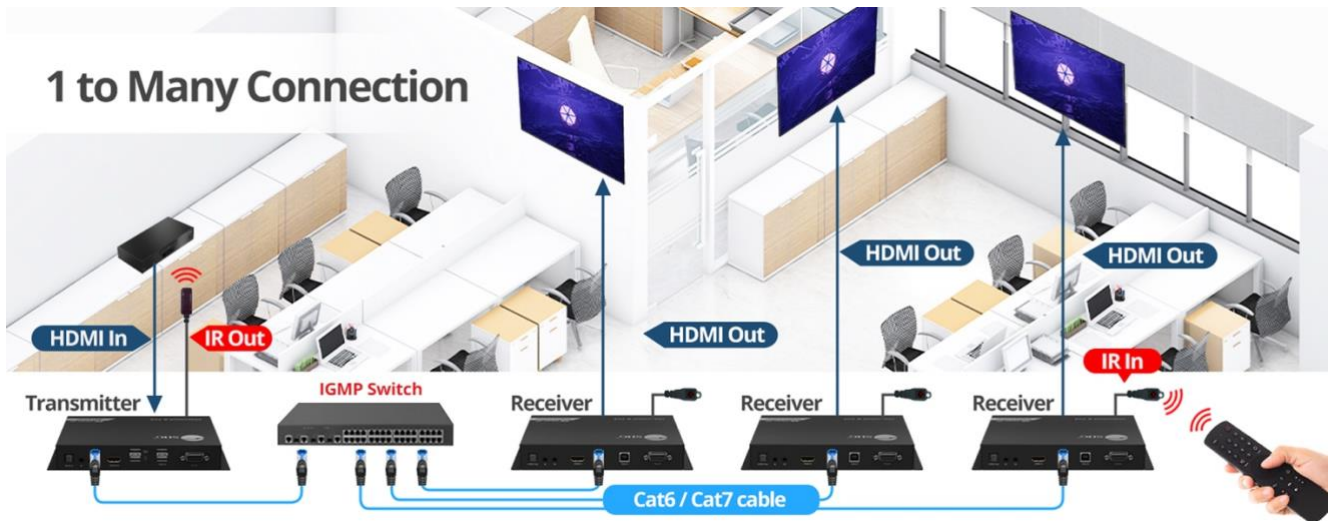 1 to Many Connection
HDMI Out
HDMI Out
HDMI In
IR Out
HDMI Out
IR In
Transmitter
IGMP Switch
Receiver
Receiver
Receiver
Cat6 / Cat7 cable